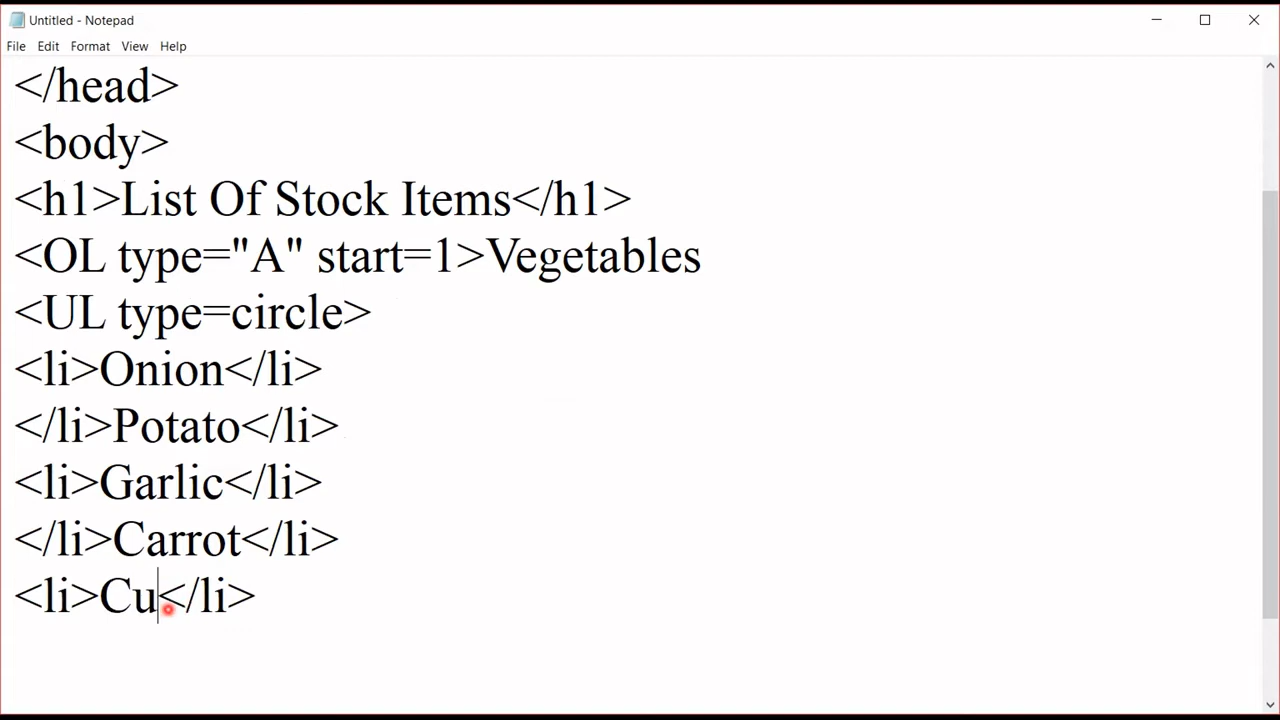 Untitled - Notepad
File Edit Format View Help
</head>
<body>
<h1>List Of Stock Items</h1>
<OL type="A" start=1>Vegetables
<UL type=circle>
<li>Onion</li>
</li>Potato</li>
<li>Garlic</li>
</li>Carrot</li>
<li>Cu</li>